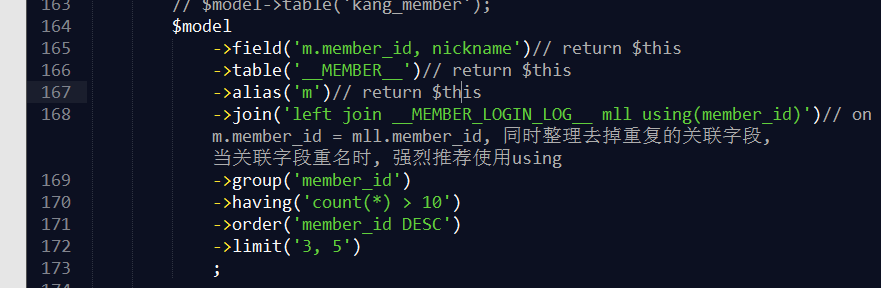 163 // $model->table('kang_member');
164 $model
165 ->field('m.member_id, nickname')// return $this
166 ->table('__MEMBER__')// return $this
167 ->alias('m')// return $this
168 ->join('left join __MEMBER_LOGIN_LOG__ mll using(member_id)')// on
m.member_id = mll.member_id, 同时整理去掉重复的关联字段,
当关联字段重名时, 强烈推荐使用using
169 ->group('member_id')
170 ->having('count(*) > 10')
171 ->order('member_id DESC')
172 ->limit('3, 5')
173 ;
174